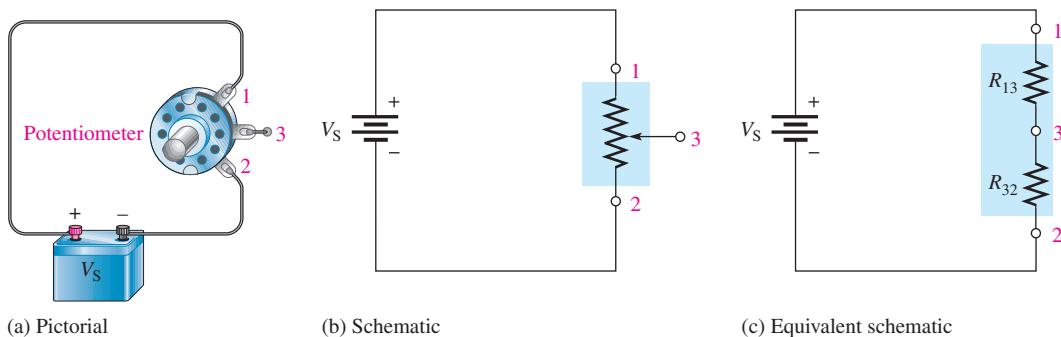 Potentiometer
1
3
2
+
−
VS
(a) Pictorial
1
+
VS
−
3
2
(b) Schematic
1
R13
+
VS
−
3
R32
2
(c) Equivalent schematic